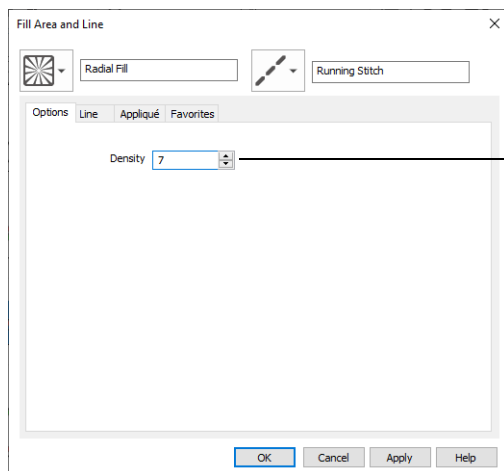 Fill Area and Line
Radial Fill
Running Stitch
Options Line Appliqué Favorites
Density 7
OK Cancel Apply Help